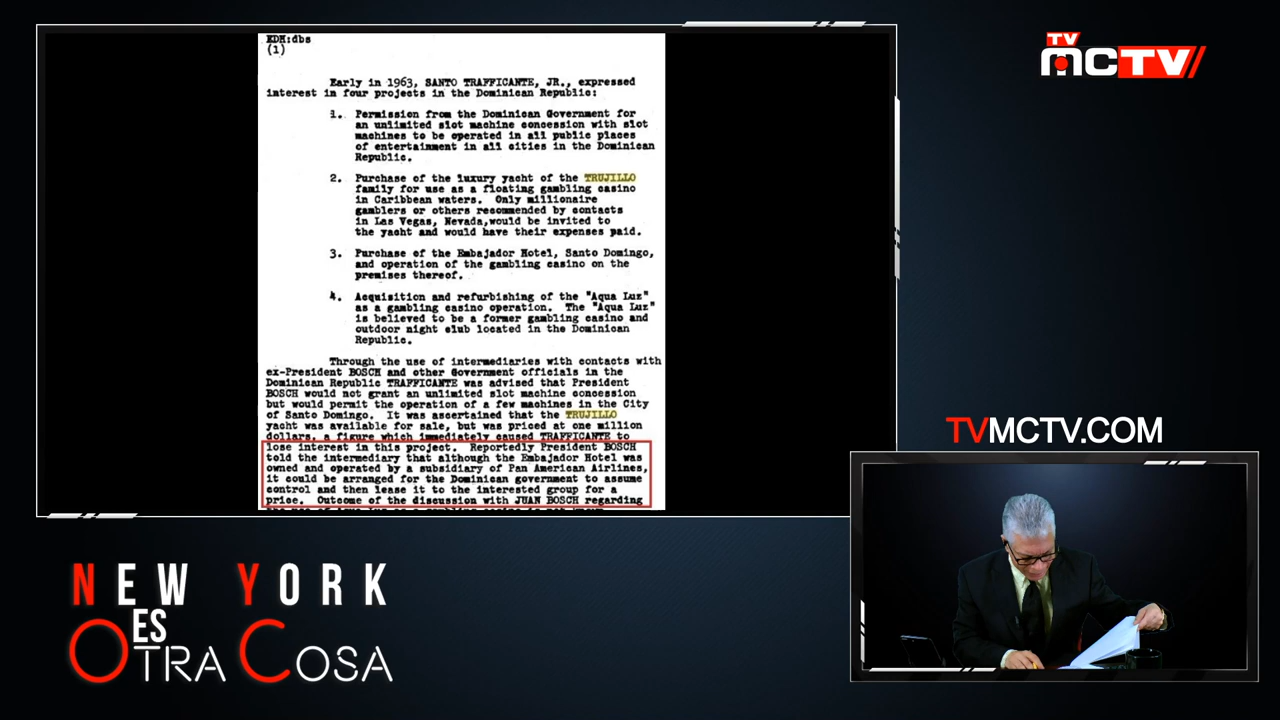 KDH:dbs
(1)
Early in 1963, SANTO TRAFFICANTE, JR., expressed
interest in four projects in the Dominican Republic:
1. Permission from the Dominican Government for
an unlimited slot machine concession with slot
machines to be operated in all public places
of entertainment in all cities in the Dominican
Republic.
2. Purchase of the luxury yacht of the TRUJILLO
family for use as a floating gambling casino
in Caribbean waters. Only millionaire
gamblers or others recommended by contacts
in Las Vegas, Nevada,would be invited to
the yacht and would have their expenses paid.
3. Purchase of the Embajador Hotel, Santo Domingo,
and operation of the gambling casino on the
premises thereof.
4. Acquisition and refurbishing of the "Aqua Luz"
as a gambling casino operation. The "Aqua Luz"
is believed to be a former gambling casino and
outdoor night club located in the Dominican
Republic.
Through the use of intermediaries with contacts with
ex-President BOSCH and other Government officials in the
Dominican Republic TRAFFICANTE was advised that President
BOSCH would not grant an unlimited slot machine concession
but would permit the operation of a few machines in the City
of Santo Domingo. It was ascertained that the TRUJILLO
yacht was available for sale, but was priced at one million
dollars, a figure which immediately caused TRAFFICANTE to
lose interest in this project. Reportedly President BOSCH
told the intermediary that although the Embajador Hotel was
owned and operated by a subsidiary of Pan American Airlines,
it could be arranged for the Dominican government to assume
control and then lease it to the interested group for a
price. Outcome of the discussion with JUAN BOSCH regarding
TV
MCTV
TVMCTV.COM
NEW YORK
ES
OTRA COSA